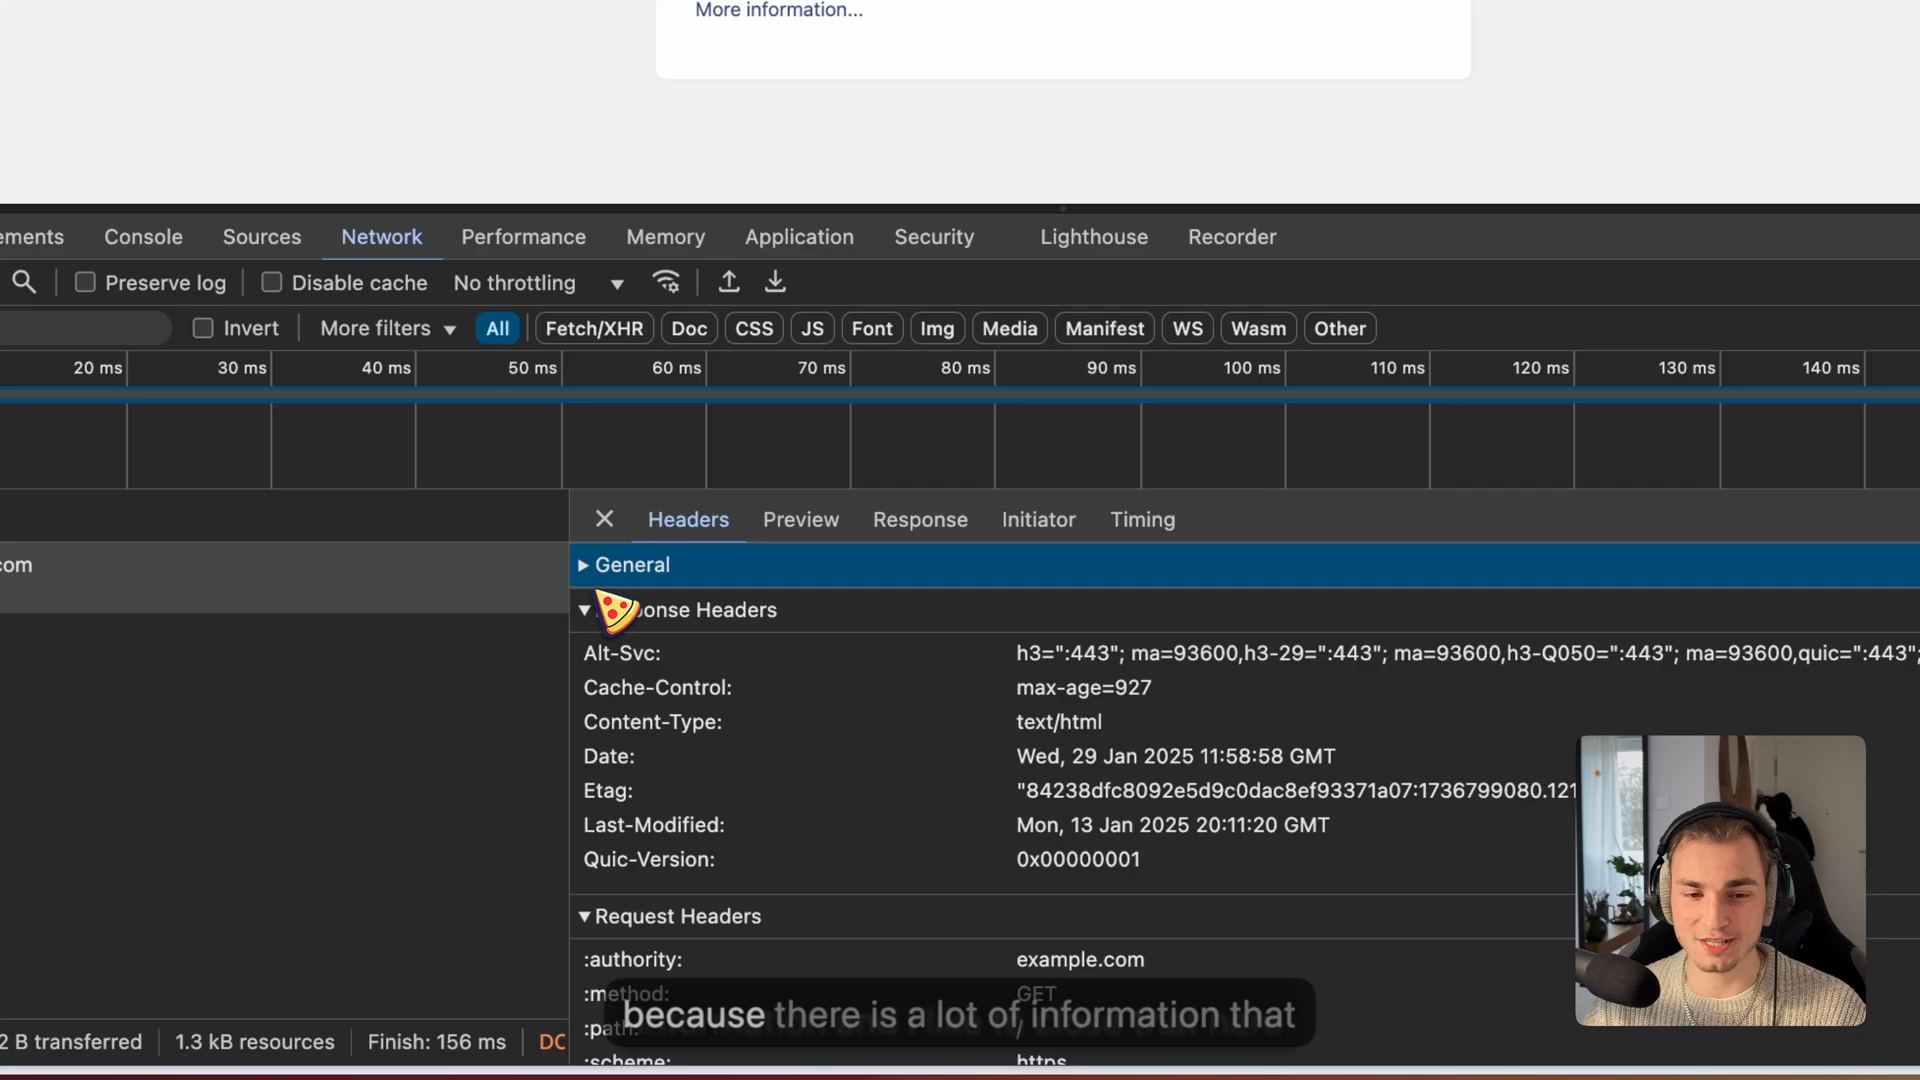 More information...
ements Console Sources Network Performance Memory Application Security Lighthouse Recorder
Preserve log Disable cache No throttling
Invert More filters All Fetch/XHR Doc CSS JS Font Img Media Manifest WS Wasm Other
20 ms 30 ms 40 ms 50 ms 60 ms 70 ms 80 ms 90 ms 100 ms 110 ms 120 ms 130 ms 140 ms
Headers Preview Response Initiator Timing
com
General
onse Headers
Alt-Svc: h3=":443"; ma=93600,h3-29=":443"; ma=93600,h3-Q050=":443"; ma=93600,quic=":443";
Cache-Control: max-age=927
Content-Type: text/html
Date: Wed, 29 Jan 2025 11:58:58 GMT
Etag: "84238dfc8092e5d9c0dac8ef93371a07:1736799080.121
Last-Modified: Mon, 13 Jan 2025 20:11:20 GMT
Quic-Version: 0x00000001
Request Headers
:authority: example.com
:method: GET
:path: /
because there is a lot of information that
:scheme: https
2 B transferred 1.3 kB resources Finish: 156 ms DC